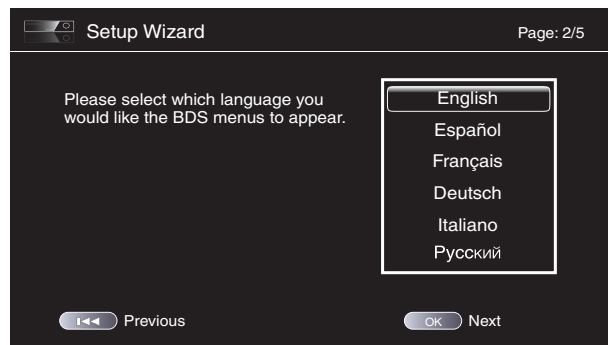 Setup Wizard
Page: 2/5
Please select which language you
would like the BDS menus to appear.
English
Español
Français
Deutsch
Italiano
Русский
Previous
OK
Next